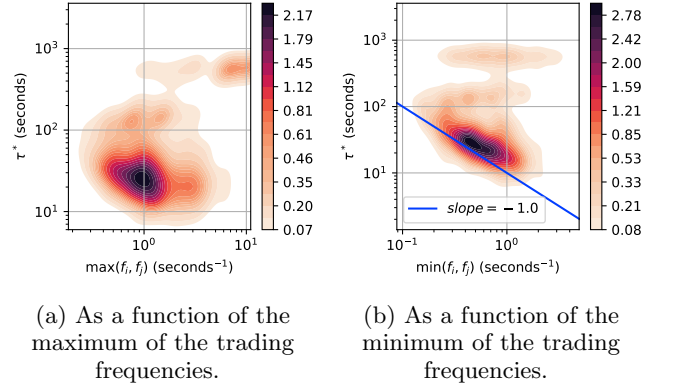 10³
10²
10¹
τ* (seconds)
10⁰
10¹
max(fᵢ, fⱼ) (seconds⁻¹)
2.17
1.79
1.45
1.12
0.81
0.61
0.46
0.35
0.20
0.07
10³
10²
10¹
τ* (seconds)
slope = − 1.0
10⁻¹
10⁰
min(fᵢ, fⱼ) (seconds⁻¹)
2.78
2.42
2.00
1.59
1.21
0.85
0.53
0.33
0.21
0.08
(a) As a function of the
maximum of the trading
frequencies.
(b) As a function of the
minimum of the trading
frequencies.